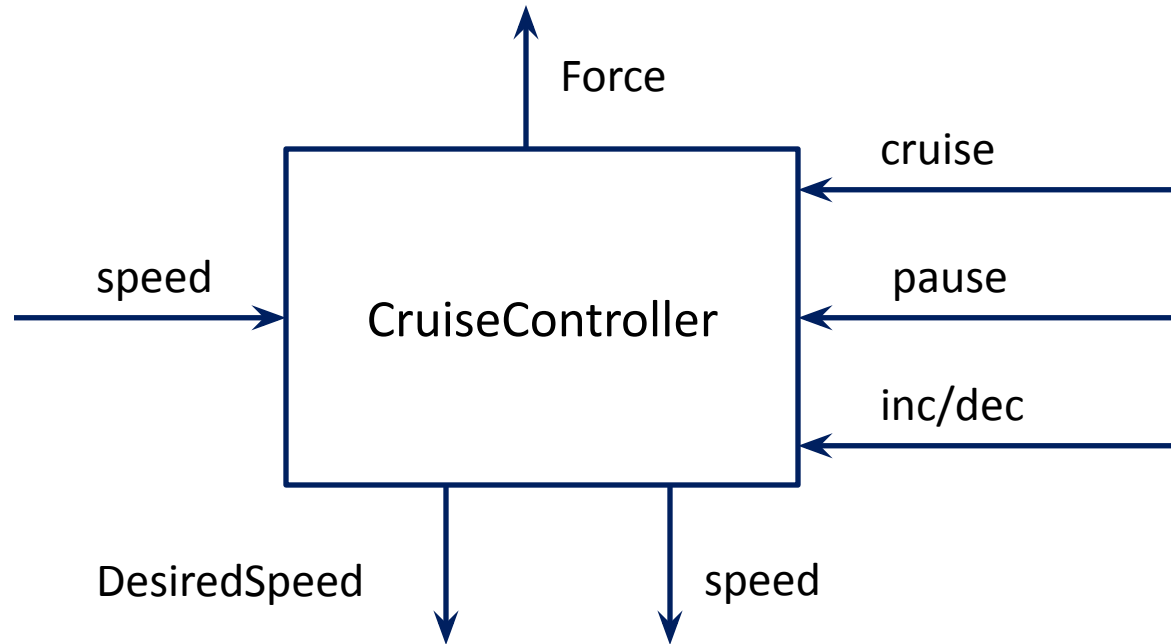 Force
cruise
speed
pause
CruiseController
inc/dec
DesiredSpeed
speed